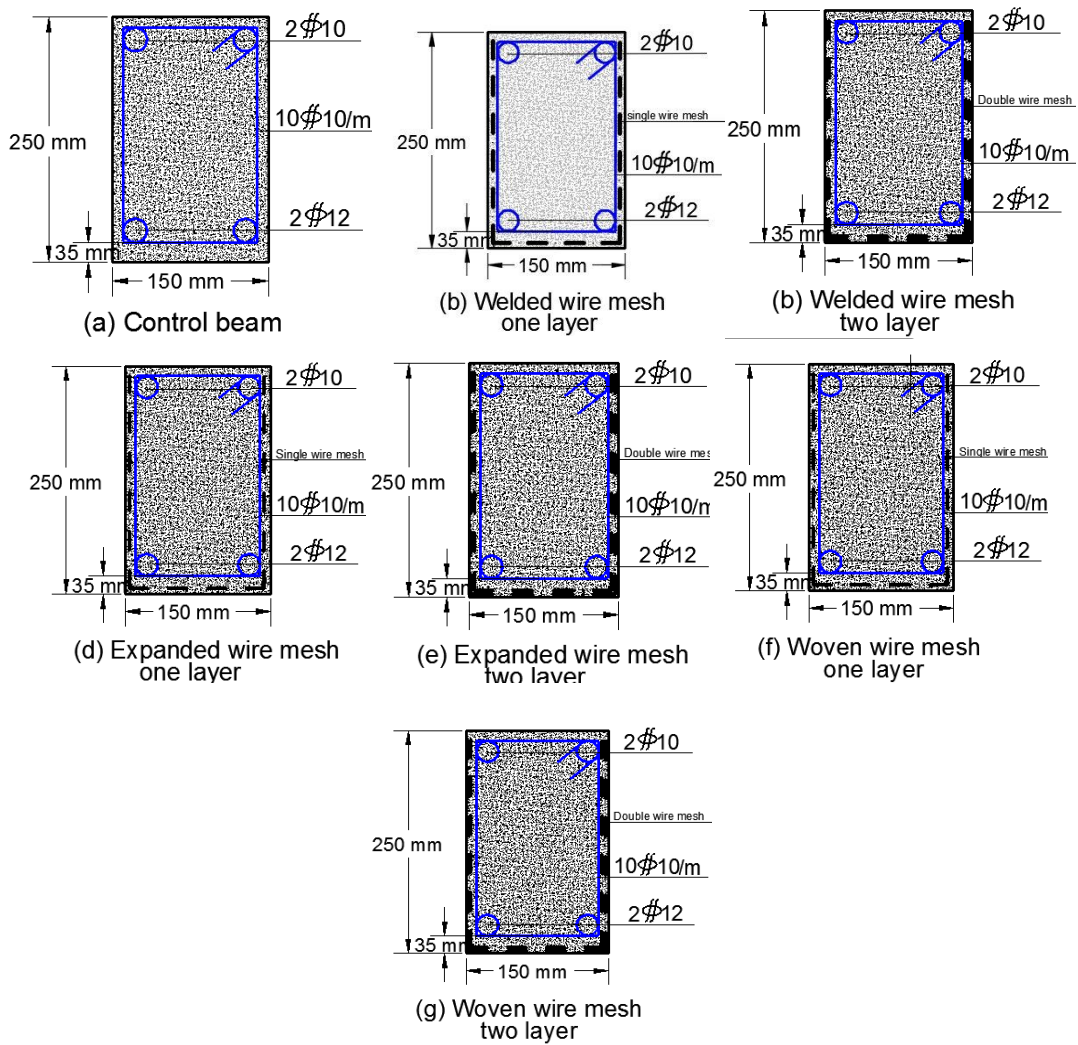 2⌽10
250 mm
10⌽10/m
2⌽12
35 mm
150 mm
(a) Control beam
2⌽10
single wire mesh
250 mm
10⌽10/m
2⌽12
35 mm
150 mm
(b) Welded wire mesh
one layer
2⌽10
Double wire mesh
250 mm
10⌽10/m
2⌽12
35 mm
150 mm
(b) Welded wire mesh
two layer
2⌽10
Single wire mesh
250 mm
10⌽10/m
2⌽12
35 mm
150 mm
(d) Expanded wire mesh
one layer
2⌽10
Double wire mes
250 mm
10⌽10/m
2⌽12
35 mm
150 mm
(e) Expanded wire mesh
two layer
2⌽10
Single wire mesh
250 mm
10⌽10/m
2⌽12
35 mm
150 mm
(f) Woven wire mesh
one layer
2⌽10
Double wire mesh
250 mm
10⌽10/m
2⌽12
35 mm
150 mm
(g) Woven wire mesh
two layer